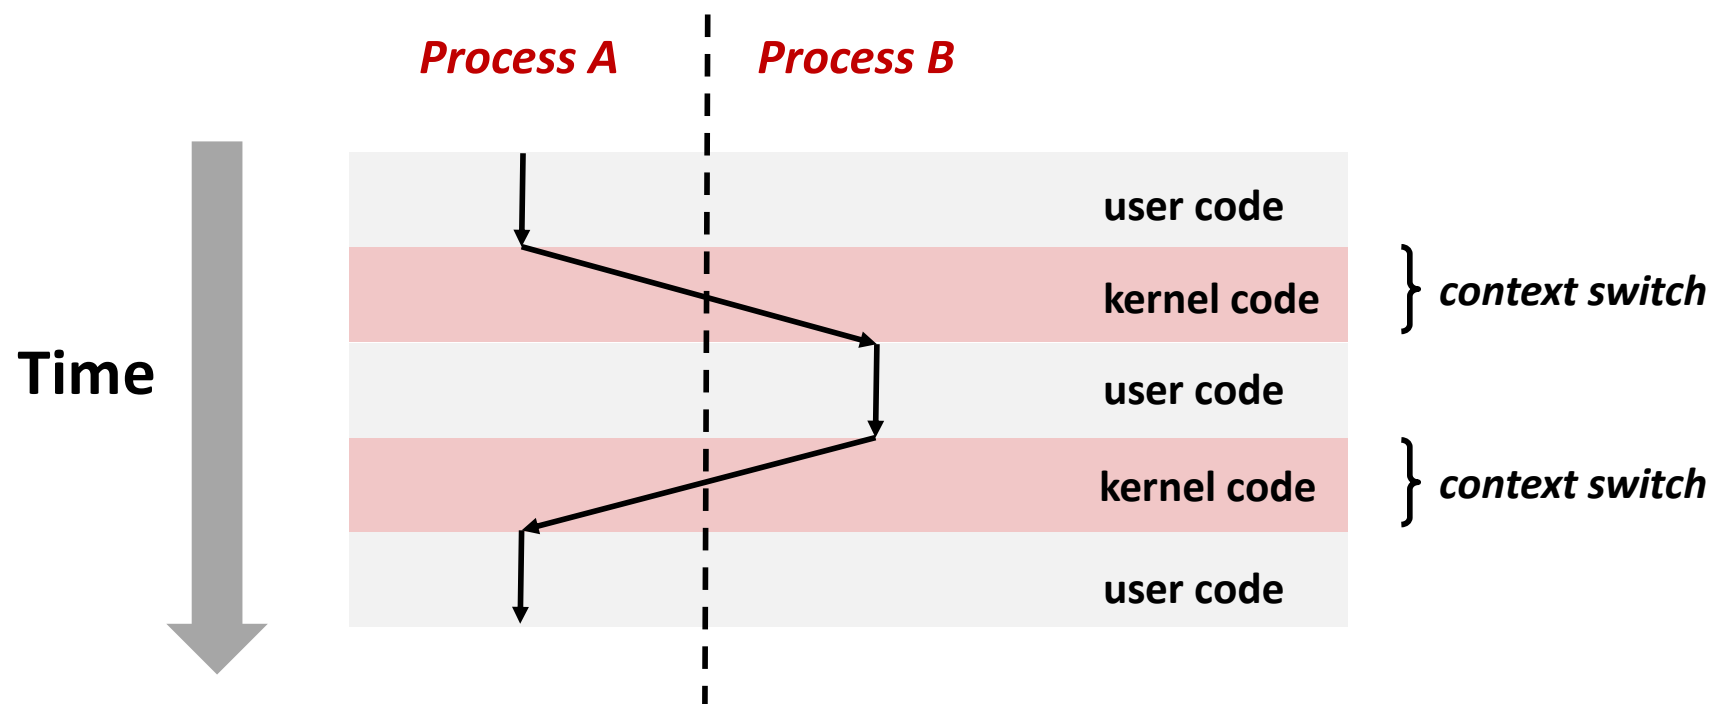 Process A
Process B
user code
kernel code
context switch
Time
user code
kernel code
context switch
user code